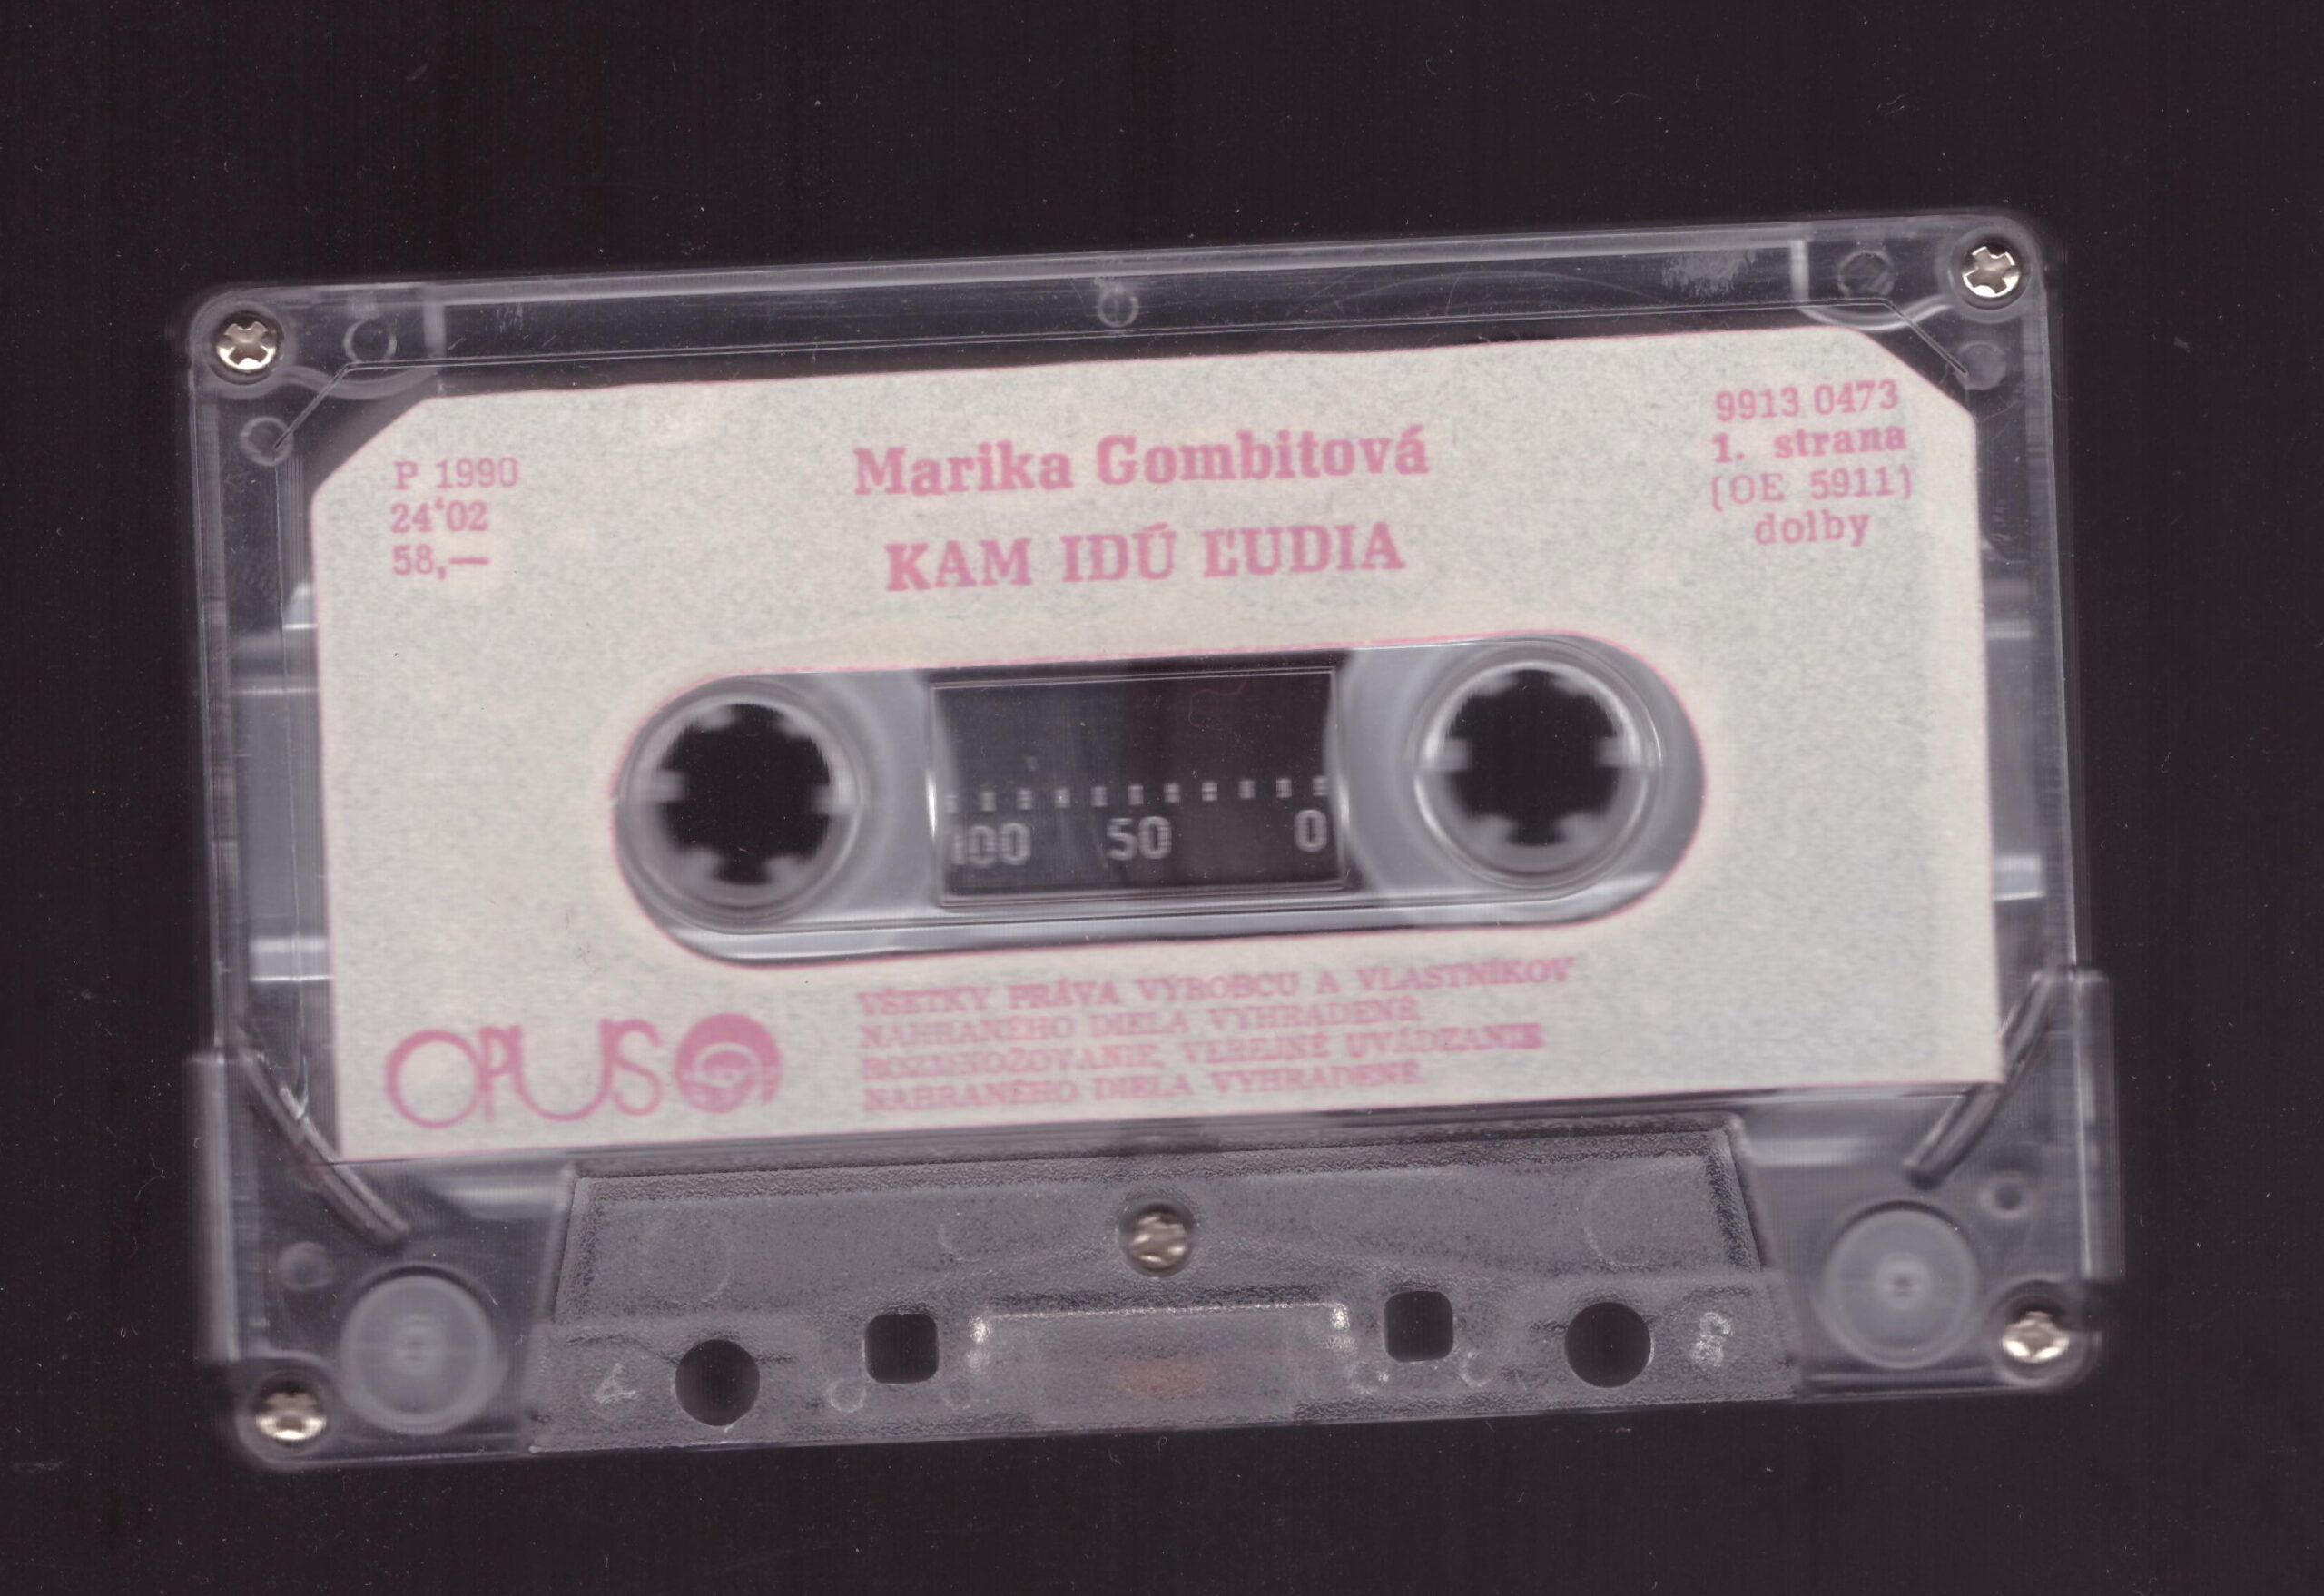 P 1990
24'02
58,—
Marika Gombitová
KAM IDÚ ĽUDIA
9913 0473
1. strana
(OE 5911)
dolby
100 50 0
OPUS
VŠETKY PRÁVA VÝROBCU A VLASTNÍKOV
NAHRANÉHO DIELA VYHRADENÉ
ROZMNOŽOVANIE, VEREJNÉ UVÁDZANIE
NAHRANÉHO DIELA VYHRADENÉ